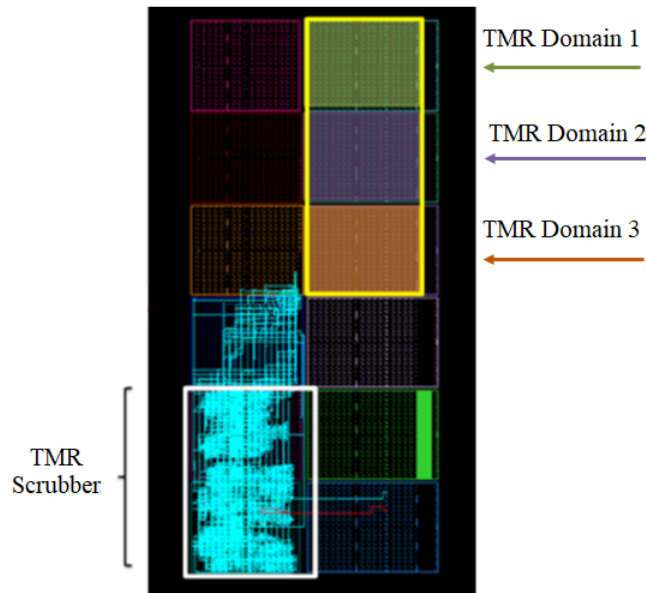 TMR Domain 1
TMR Domain 2
TMR Domain 3
TMR
Scrubber